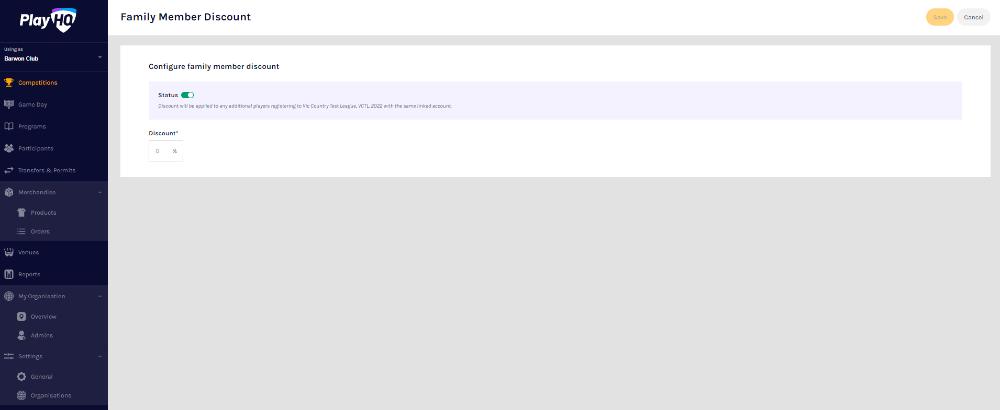 PlayHQ
Using as
Barwon Club
Competitions
Game Day
Programs
Participants
Transfers & Permits
Merchandise
Products
Orders
Venues
Reports
My Organisation
Overview
Admins
Settings
General
Organisations
Family Member Discount
Save
Cancel
Configure family member discount
Status
Discount will be applied to any additional players registering to Vic Country Test League, VCTL, 2022 with the same linked account.
Discount*
0 %